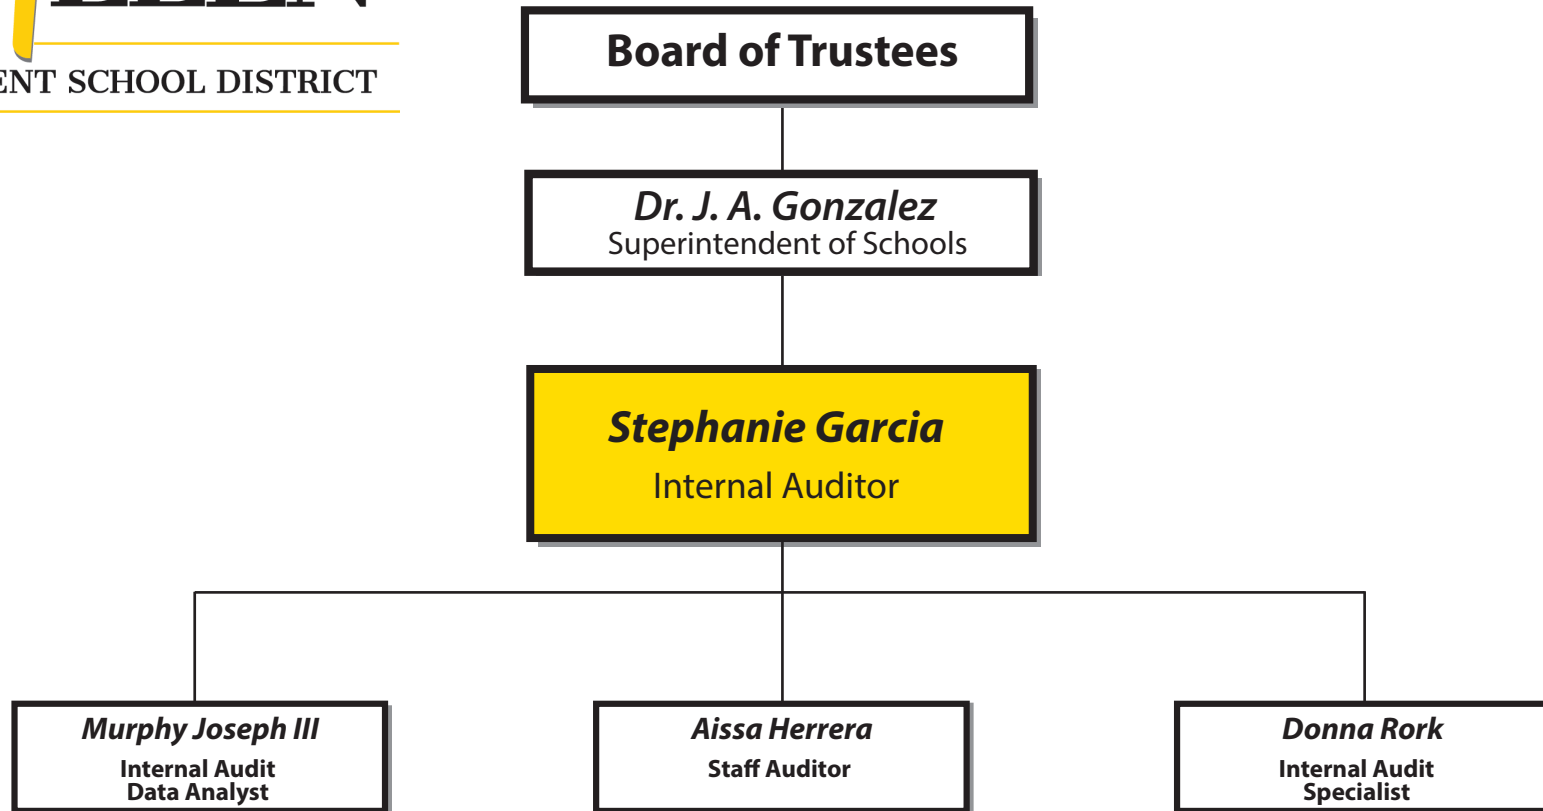 SCHOOL DISTRICT
Board of Trustees
Dr. J. A. Gonzalez
Superintendent of Schools
Stephanie Garcia
Internal Auditor
Murphy Joseph III
Internal Audit
Data Analyst
Aissa Herrera
Staff Auditor
Donna Rork
Internal Audit
Specialist